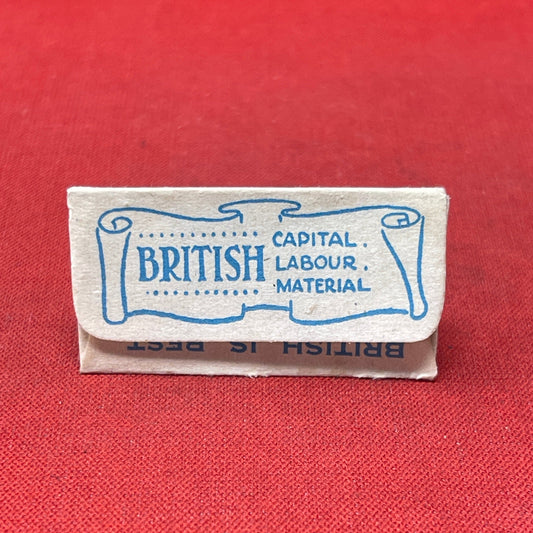 BRITISH
CAPITAL.
LABOUR.
MATERIAL
BRITISH IS BEST